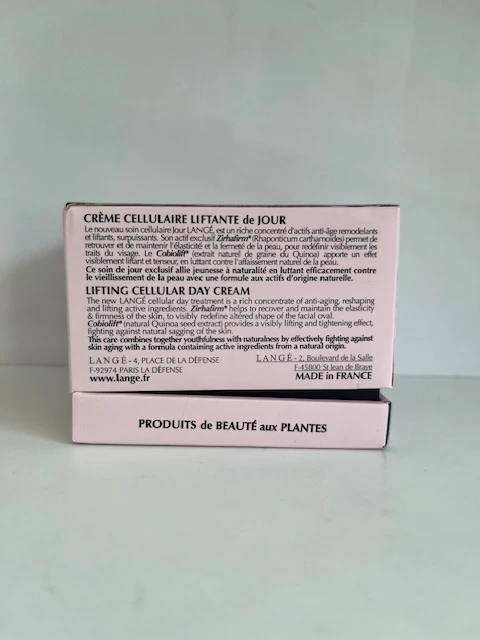 CRÈME CELLULAIRE LIFTANTE de JOUR
Le nouveau soin cellulaire Jour LANGÉ, est un riche concentré d'actifs anti-âge remodelants
et liftants, surpuissants. Son actif exclusif Zirhafirm® (Rhaponticum carthamoides) permet de
retrouver et de maintenir l'élasticité et la fermeté de la peau, pour redéfinir visiblement les
traits du visage. Le Cobiolift® (extrait naturel de graine du Quinoa) apporte un effet
visiblement liftant et tenseur, en luttant contre l'affaissement naturel de la peau.
Ce soin de jour exclusif allie jeunesse à naturalité en luttant efficacement contre
le vieillissement de la peau avec une formule aux actifs d'origine naturelle.
LIFTING CELLULAR DAY CREAM
The new LANGÉ cellular day treatment is a rich concentrate of anti-aging, reshaping
and lifting active ingredients. Zirhafirm® helps to recover and maintain the elasticity
& firmness of the skin, to visibly redefine altered shape of the facial oval.
Cobiolift® (natural Quinoa seed extract) provides a visibly lifting and tightening effect,
fighting against natural sagging of the skin.
This care combines together youthfulness with naturalness by effectively fighting against
skin aging with a formula containing active ingredients from a natural origin.
LANGÉ - 4, PLACE DE LA DÉFENSE
F-92974 PARIS LA DÉFENSE
www.lange.fr
LANGÉ - 2, Boulevard de la Salle
F-45800 St Jean de Braye
MADE in FRANCE
PRODUITS de BEAUTÉ aux PLANTES